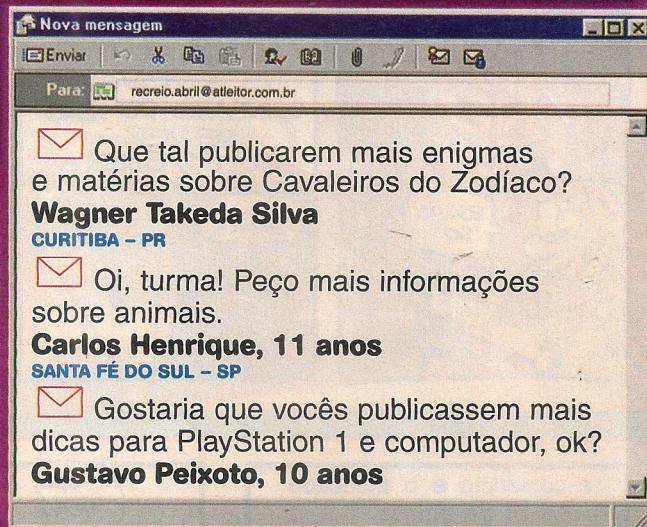 Nova mensagem
Enviar
Para: recreio.abril@atleitor.com.br
Que tal publicarem mais enigmas
e matérias sobre Cavaleiros do Zodíaco?
Wagner Takeda Silva
CURITIBA – PR
Oi, turma! Peço mais informações
sobre animais.
Carlos Henrique, 11 anos
SANTA FÉ DO SUL – SP
Gostaria que vocês publicassem mais
dicas para PlayStation 1 e computador, ok?
Gustavo Peixoto, 10 anos